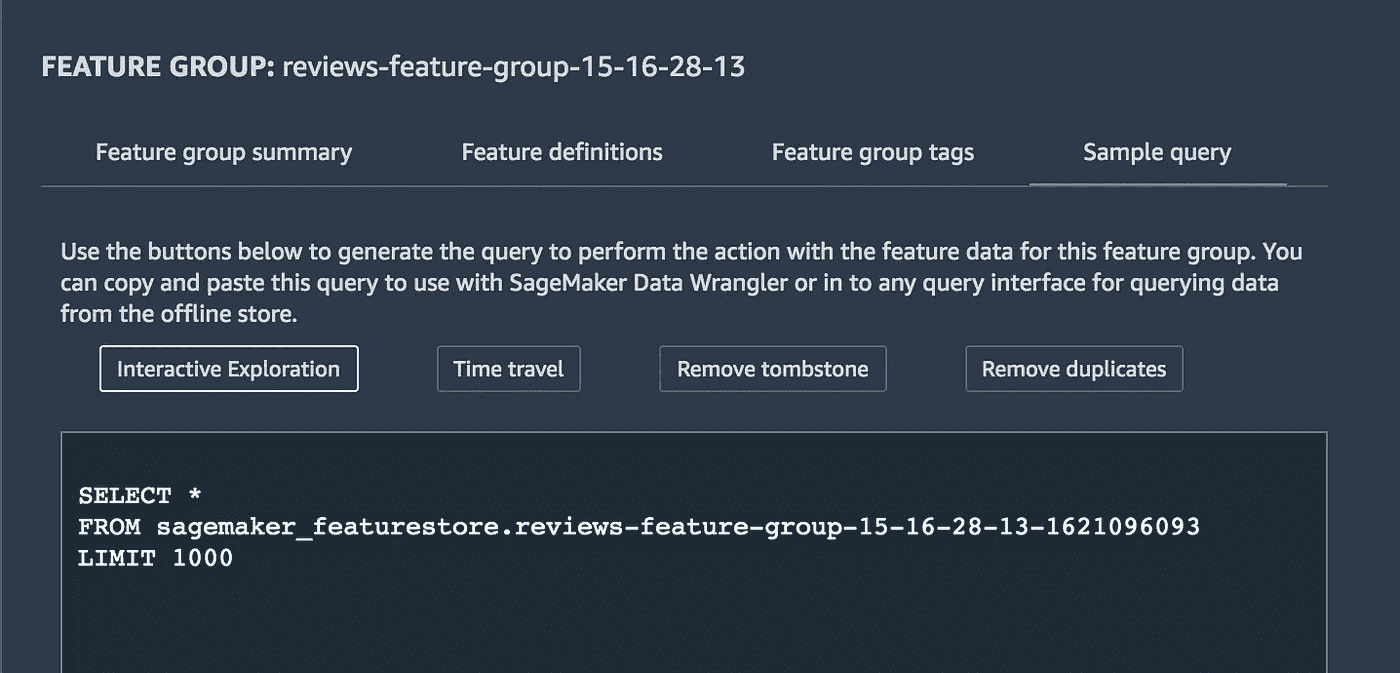 FEATURE GROUP: reviews-feature-group-15-16-28-13
Feature group summary Feature definitions Feature group tags Sample query
Use the buttons below to generate the query to perform the action with the feature data for this feature group. You
can copy and paste this query to use with SageMaker Data Wrangler or in to any query interface for querying data
from the offline store.
Interactive Exploration Time travel Remove tombstone Remove duplicates
SELECT *
FROM sagemaker_featurestore.reviews-feature-group-15-16-28-13-1621096093
LIMIT 1000